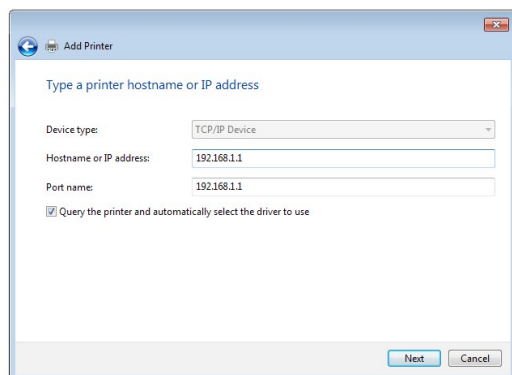 Add Printer
Type a printer hostname or IP address
Device type: TCP/IP Device
Hostname or IP address: 192.168.1.1
Port name: 192.168.1.1
Query the printer and automatically select the driver to use
Next Cancel